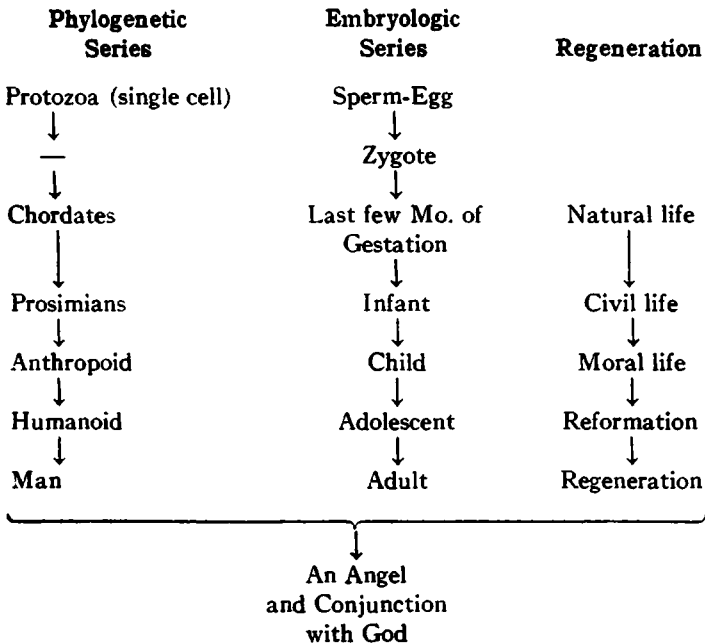 Phylogenetic Embryologic
Series Series Regeneration
Protozoa (single cell) Sperm-Egg
— Zygote
Chordates Last few Mo. of Natural life
Gestation
Prosimians Infant Civil life
Anthropoid Child Moral life
Humanoid Adolescent Reformation
Man Adult Regeneration
An Angel
and Conjunction
with God